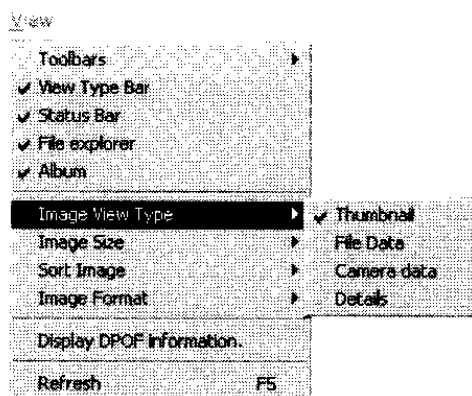 View
Toolbars
View Type Bar
Status Bar
File explorer
Album
Image View Type
Thumbnail
Image Size
File Data
Sort Image
Camera data
Image Format
Details
Display DPOF information.
Refresh F5